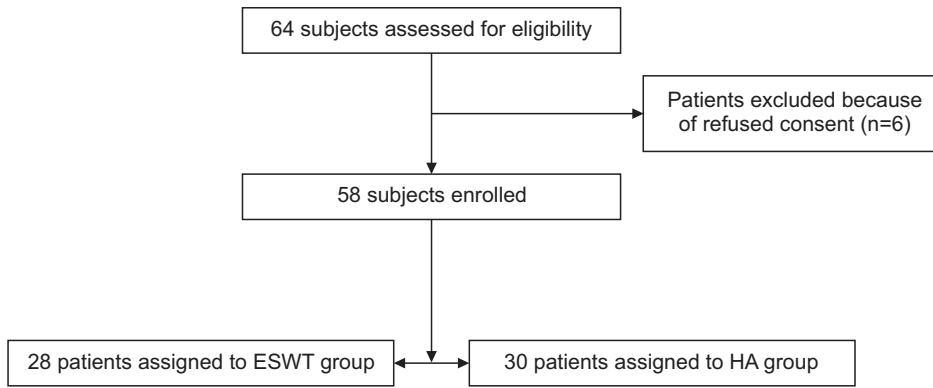 64 subjects assessed for eligibility
Patients excluded because
of refused consent (n=6)
58 subjects enrolled
28 patients assigned to ESWT group
30 patients assigned to HA group